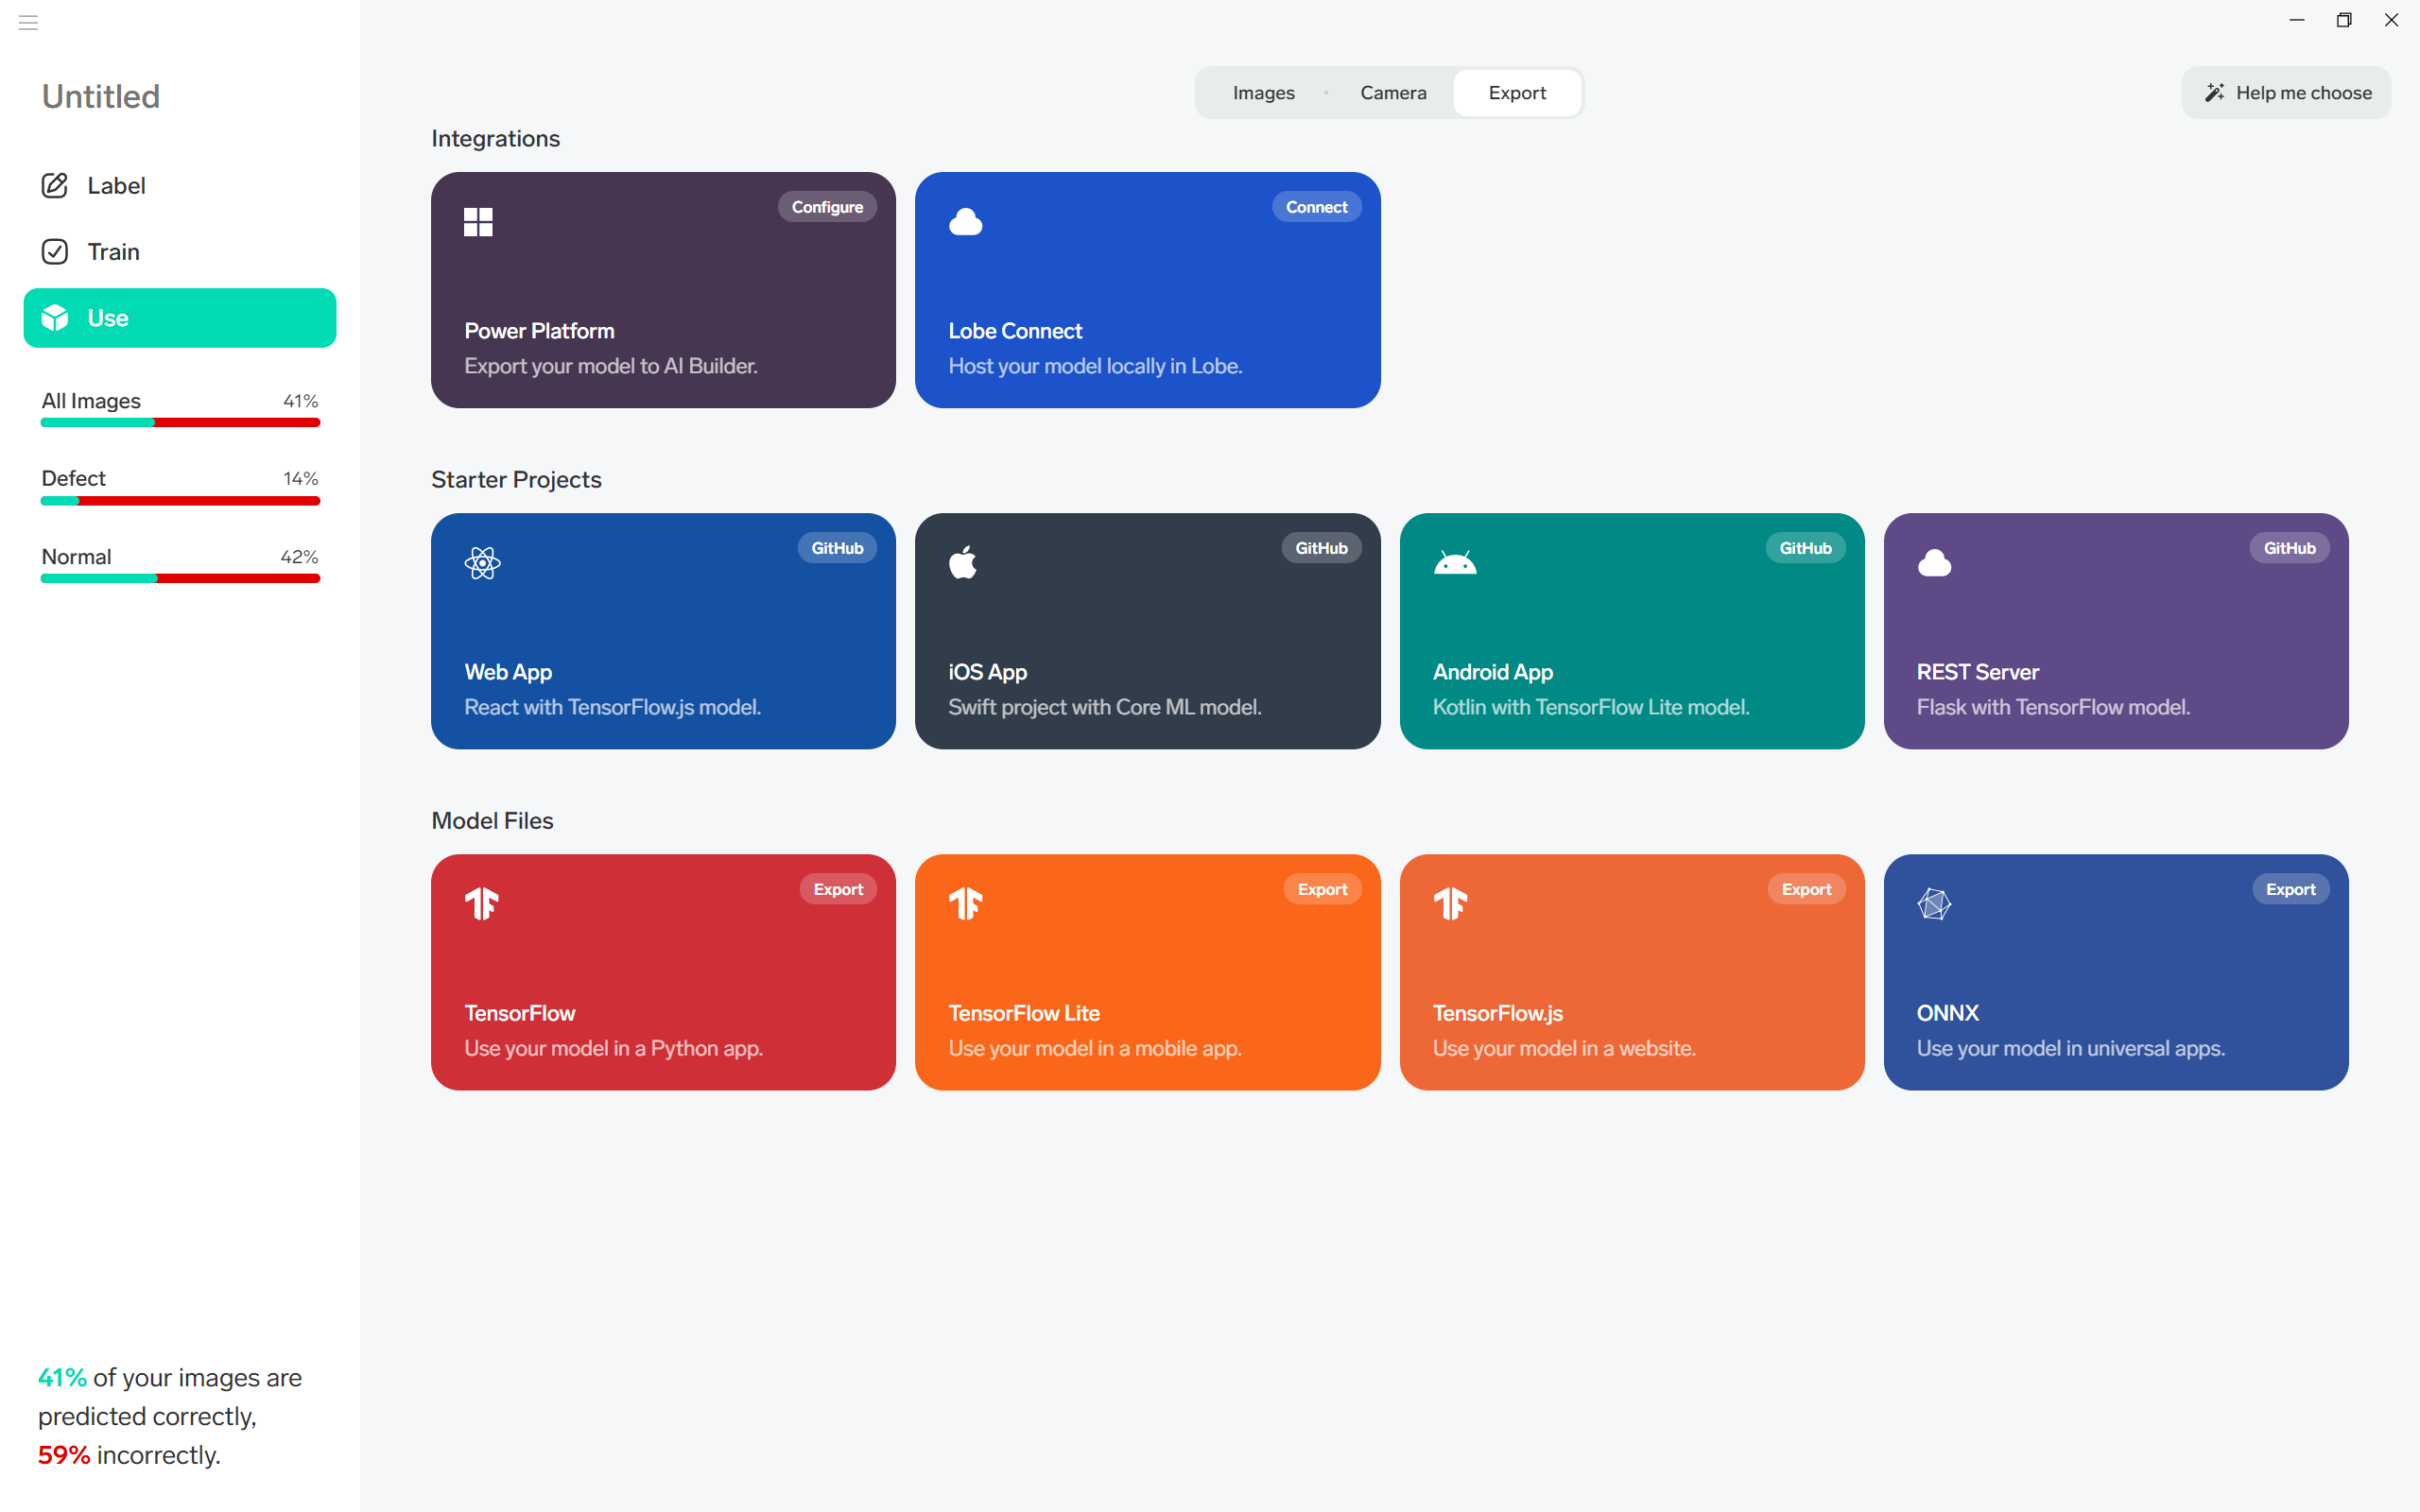 Untitled
Label
Train
Use
All Images 41%
Defect 14%
Normal 42%
41% of your images are
predicted correctly,
59% incorrectly.
Images
Camera
Export
Help me choose
Integrations
Configure
Power Platform
Export your model to AI Builder.
Connect
Lobe Connect
Host your model locally in Lobe.
Starter Projects
GitHub
Web App
React with TensorFlow.js model.
GitHub
iOS App
Swift project with Core ML model.
GitHub
Android App
Kotlin with TensorFlow Lite model.
GitHub
REST Server
Flask with TensorFlow model.
Model Files
Export
TensorFlow
Use your model in a Python app.
Export
TensorFlow Lite
Use your model in a mobile app.
Export
TensorFlow.js
Use your model in a website.
Export
ONNX
Use your model in universal apps.